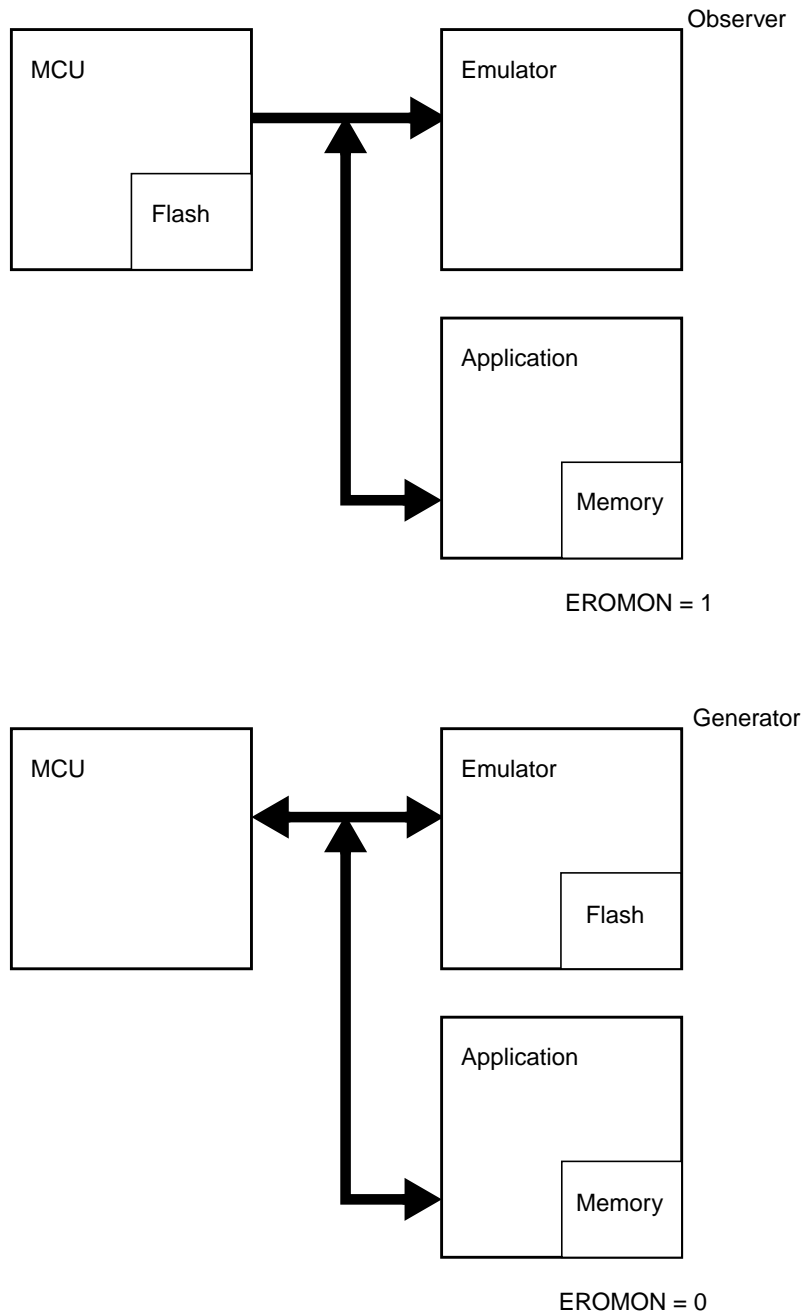 Observer
MCU
Emulator
Flash
Application
Memory
EROMON = 1
Generator
MCU
Emulator
Flash
Application
Memory
EROMON = 0